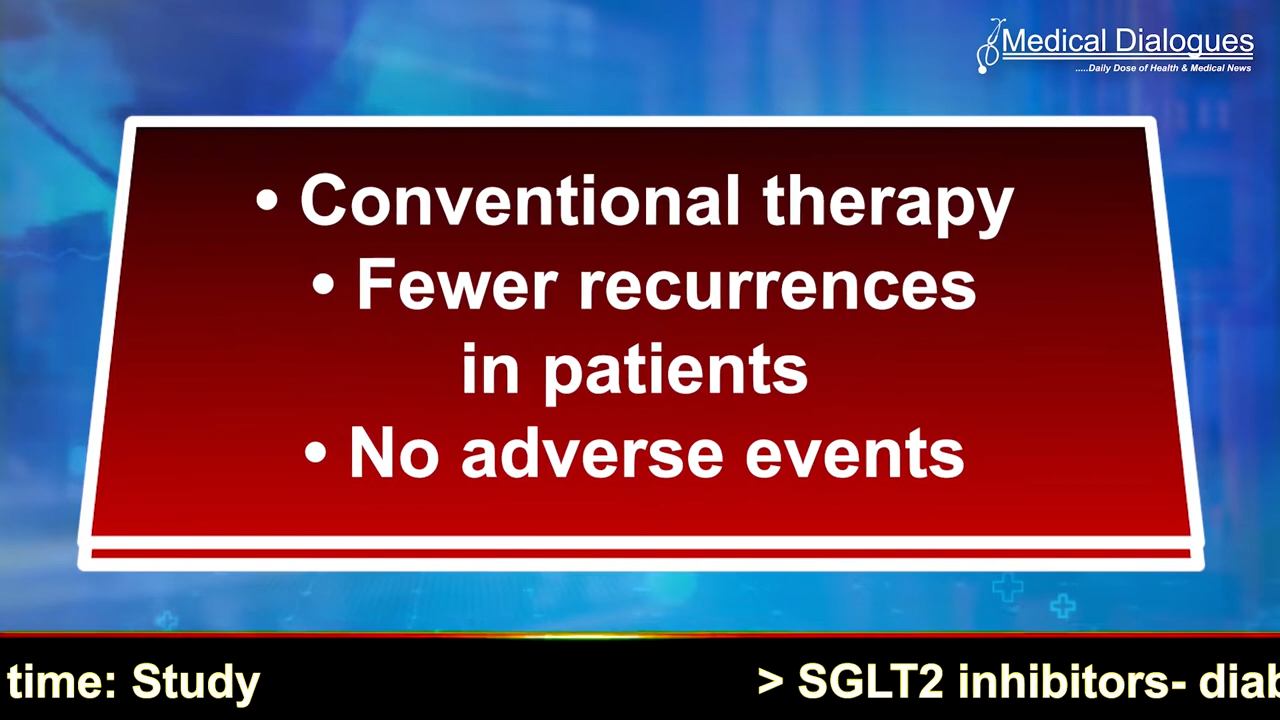 Medical Dialogues
.....Daily Dose of Health & Medical News
• Conventional therapy
• Fewer recurrences
in patients
• No adverse events
time: Study
> SGLT2 inhibitors- diab